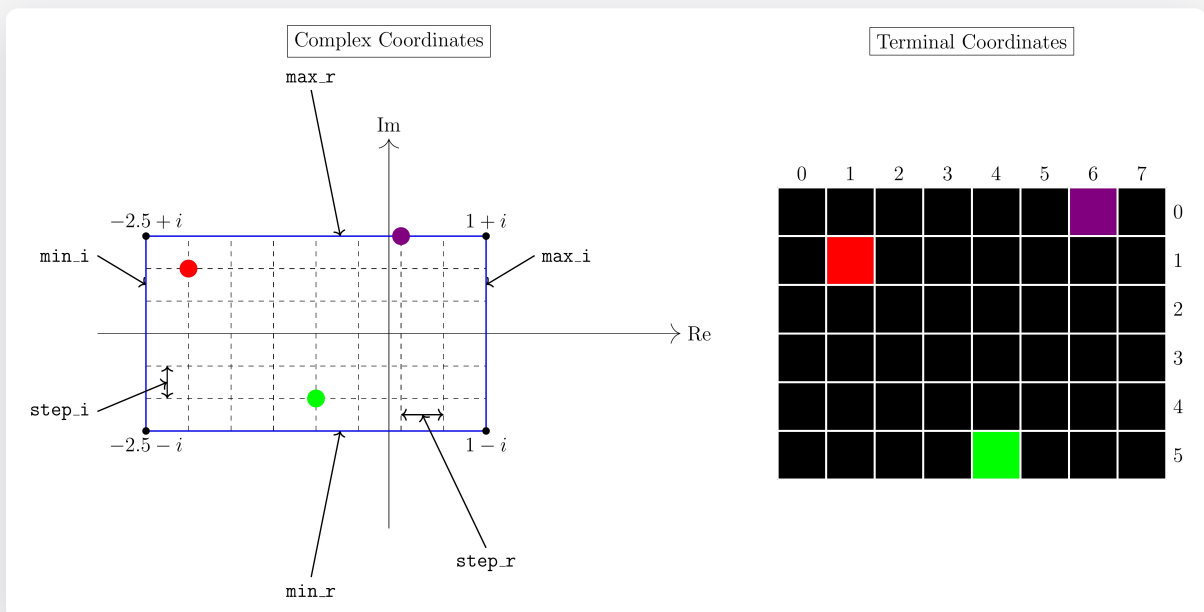 Complex Coordinates
Terminal Coordinates
max_r
Im
0 1 2 3 4 5 6 7
−2.5 + i
1 + i
0
min_i
max_i
1
2
Re
3
step_i
4
−2.5 − i
1 − i
5
step_r
min_r